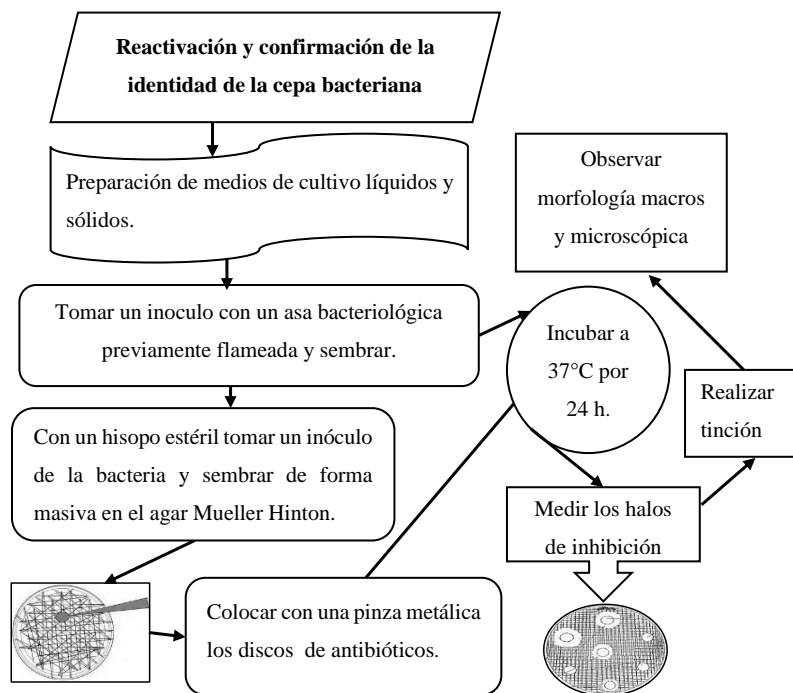 Reactivación y confirmación de la
identidad de la cepa bacteriana
Preparación de medios de cultivo líquidos y
sólidos.
Tomar un inoculo con un asa bacteriológica
previamente flameada y sembrar.
Con un hisopo estéril tomar un inóculo
de la bacteria y sembrar de forma
masiva en el agar Mueller Hinton.
Colocar con una pinza metálica
los discos de antibióticos.
Incubar a
37°C por
24 h.
Medir los halos
de inhibición
Realizar
tinción
Observar
morfología macros
y microscópica